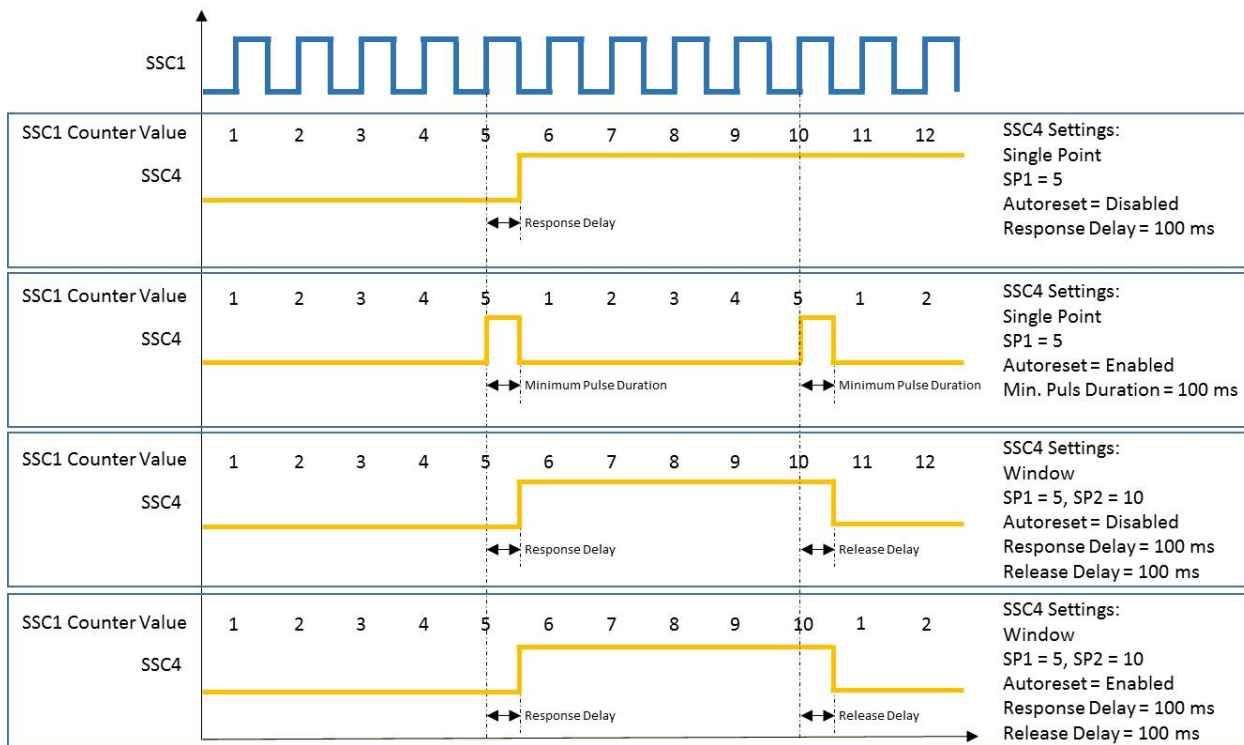 SSC1
SSC1 Counter Value 1 2 3 4 5 6 7 8 9 10 11 12
SSC4
Response Delay
SSC4 Settings:
Single Point
SP1 = 5
Autoreset = Disabled
Response Delay = 100 ms
SSC1 Counter Value 1 2 3 4 5 1 2 3 4 5 1 2
SSC4
Minimum Pulse Duration Minimum Pulse Duration
SSC4 Settings:
Single Point
SP1 = 5
Autoreset = Enabled
Min. Puls Duration = 100 ms
SSC1 Counter Value 1 2 3 4 5 6 7 8 9 10 11 12
SSC4
Response Delay Release Delay
SSC4 Settings:
Window
SP1 = 5, SP2 = 10
Autoreset = Disabled
Response Delay = 100 ms
Release Delay = 100 ms
SSC1 Counter Value 1 2 3 4 5 6 7 8 9 10 1 2
SSC4
Response Delay Release Delay
SSC4 Settings:
Window
SP1 = 5, SP2 = 10
Autoreset = Enabled
Response Delay = 100 ms
Release Delay = 100 ms